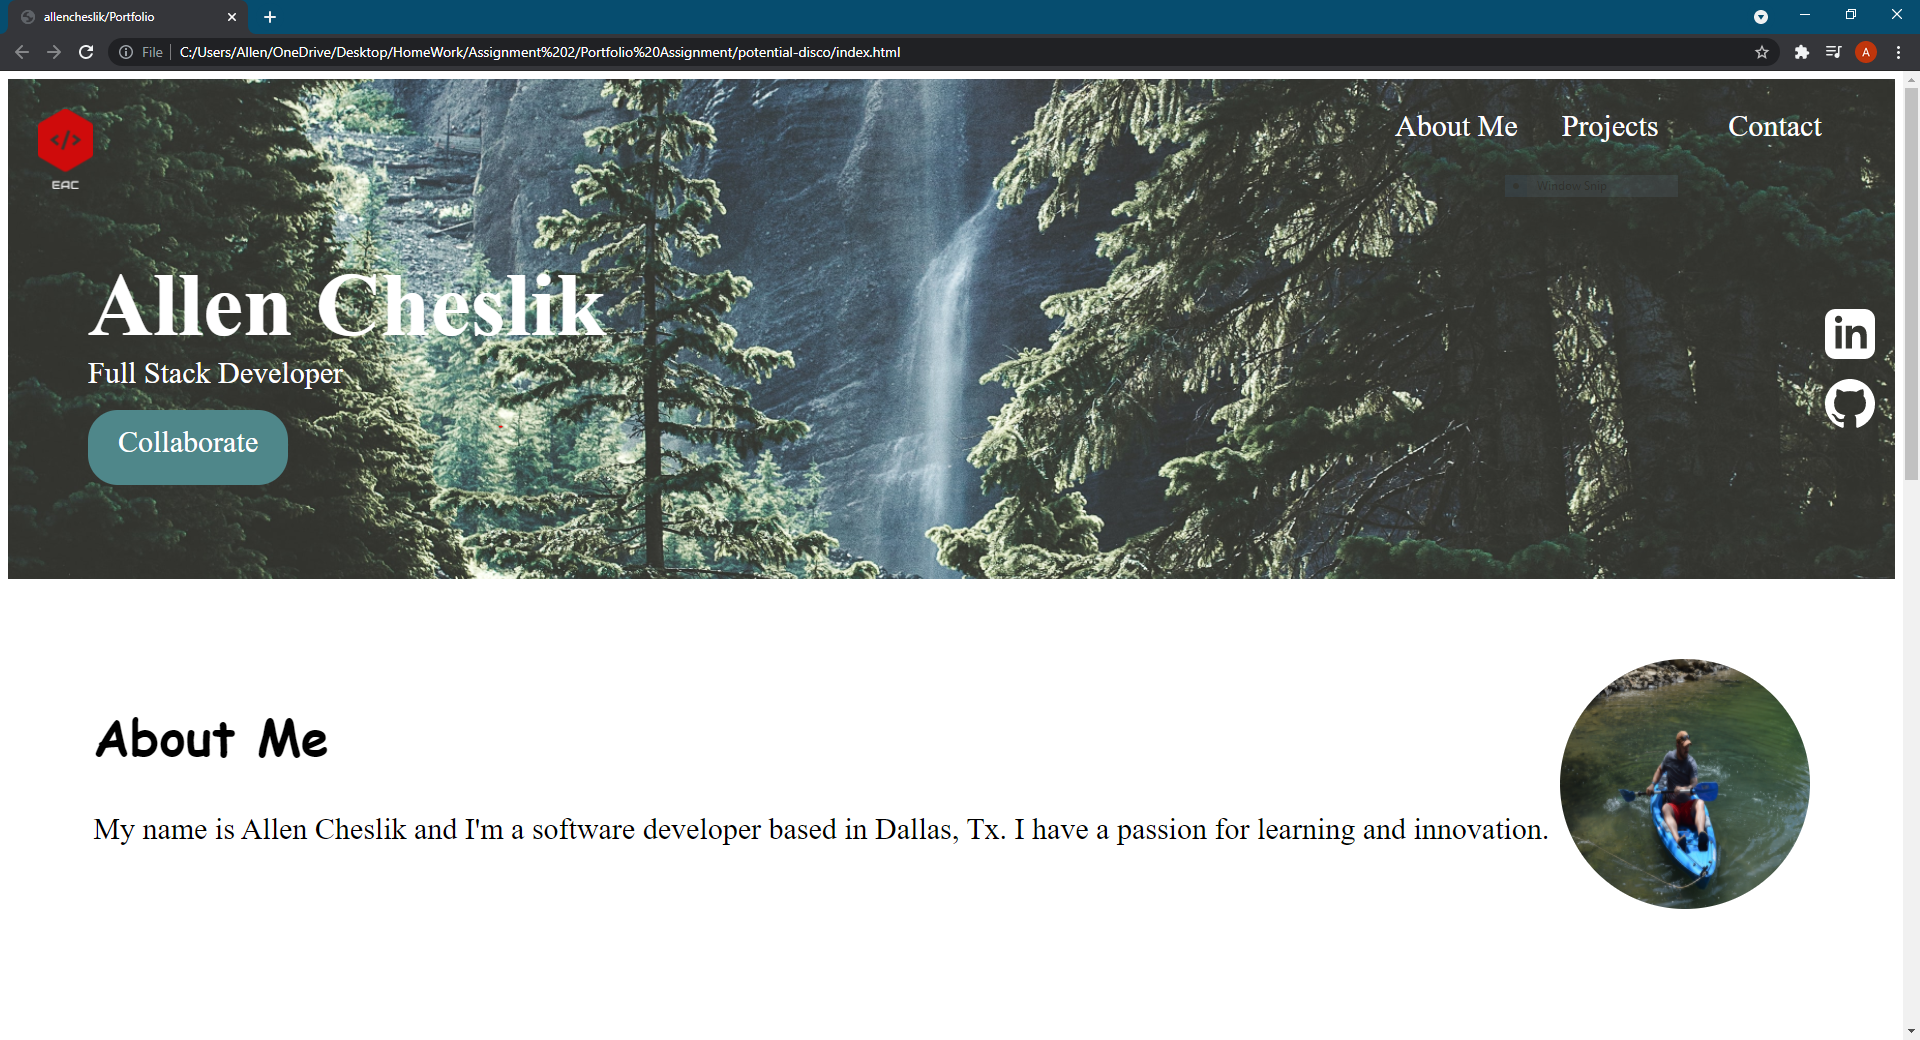 allencheslik/Portfolio
File C:/Users/Allen/OneDrive/Desktop/HomeWork/Assignment%202/Portfolio%20Assignment/potential-disco/index.html
A
</>
EAC
About Me Projects Contact
Window Snip
Allen Cheslik
in
Full Stack Developer
Collaborate
About Me
My name is Allen Cheslik and I'm a software developer based in Dallas, Tx. I have a passion for learning and innovation.